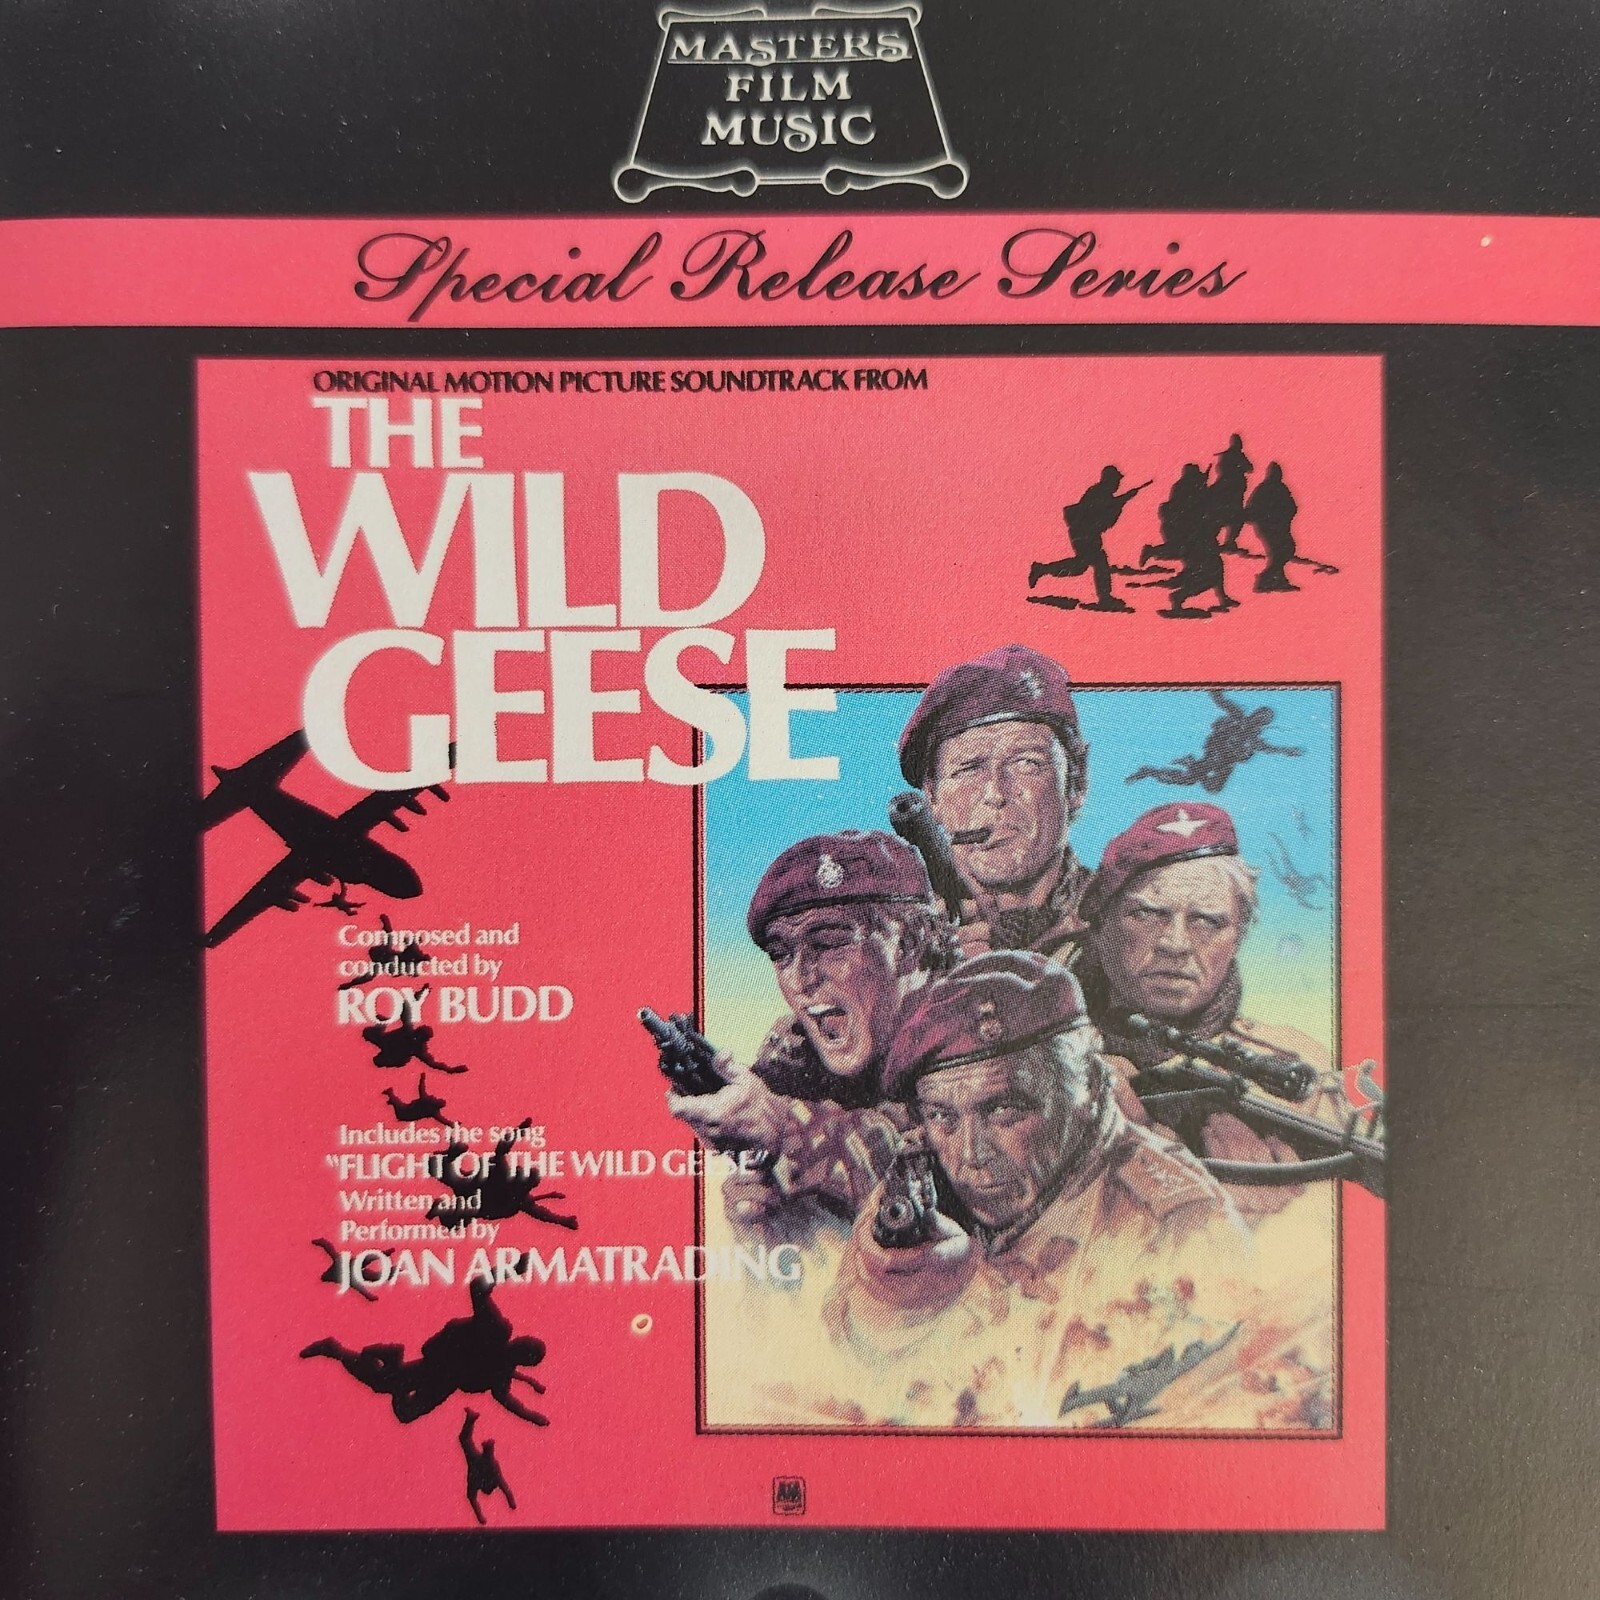 MASTERS
FILM
MUSIC
Special Release Series
ORIGINAL MOTION PICTURE SOUNDTRACK FROM
THE
WILD
GEESE
Composed and
conducted by
ROY BUDD
Includes the song
"FLIGHT OF THE WILD GEESE"
Written and
Performed by
JOAN ARMATRADING
A&M